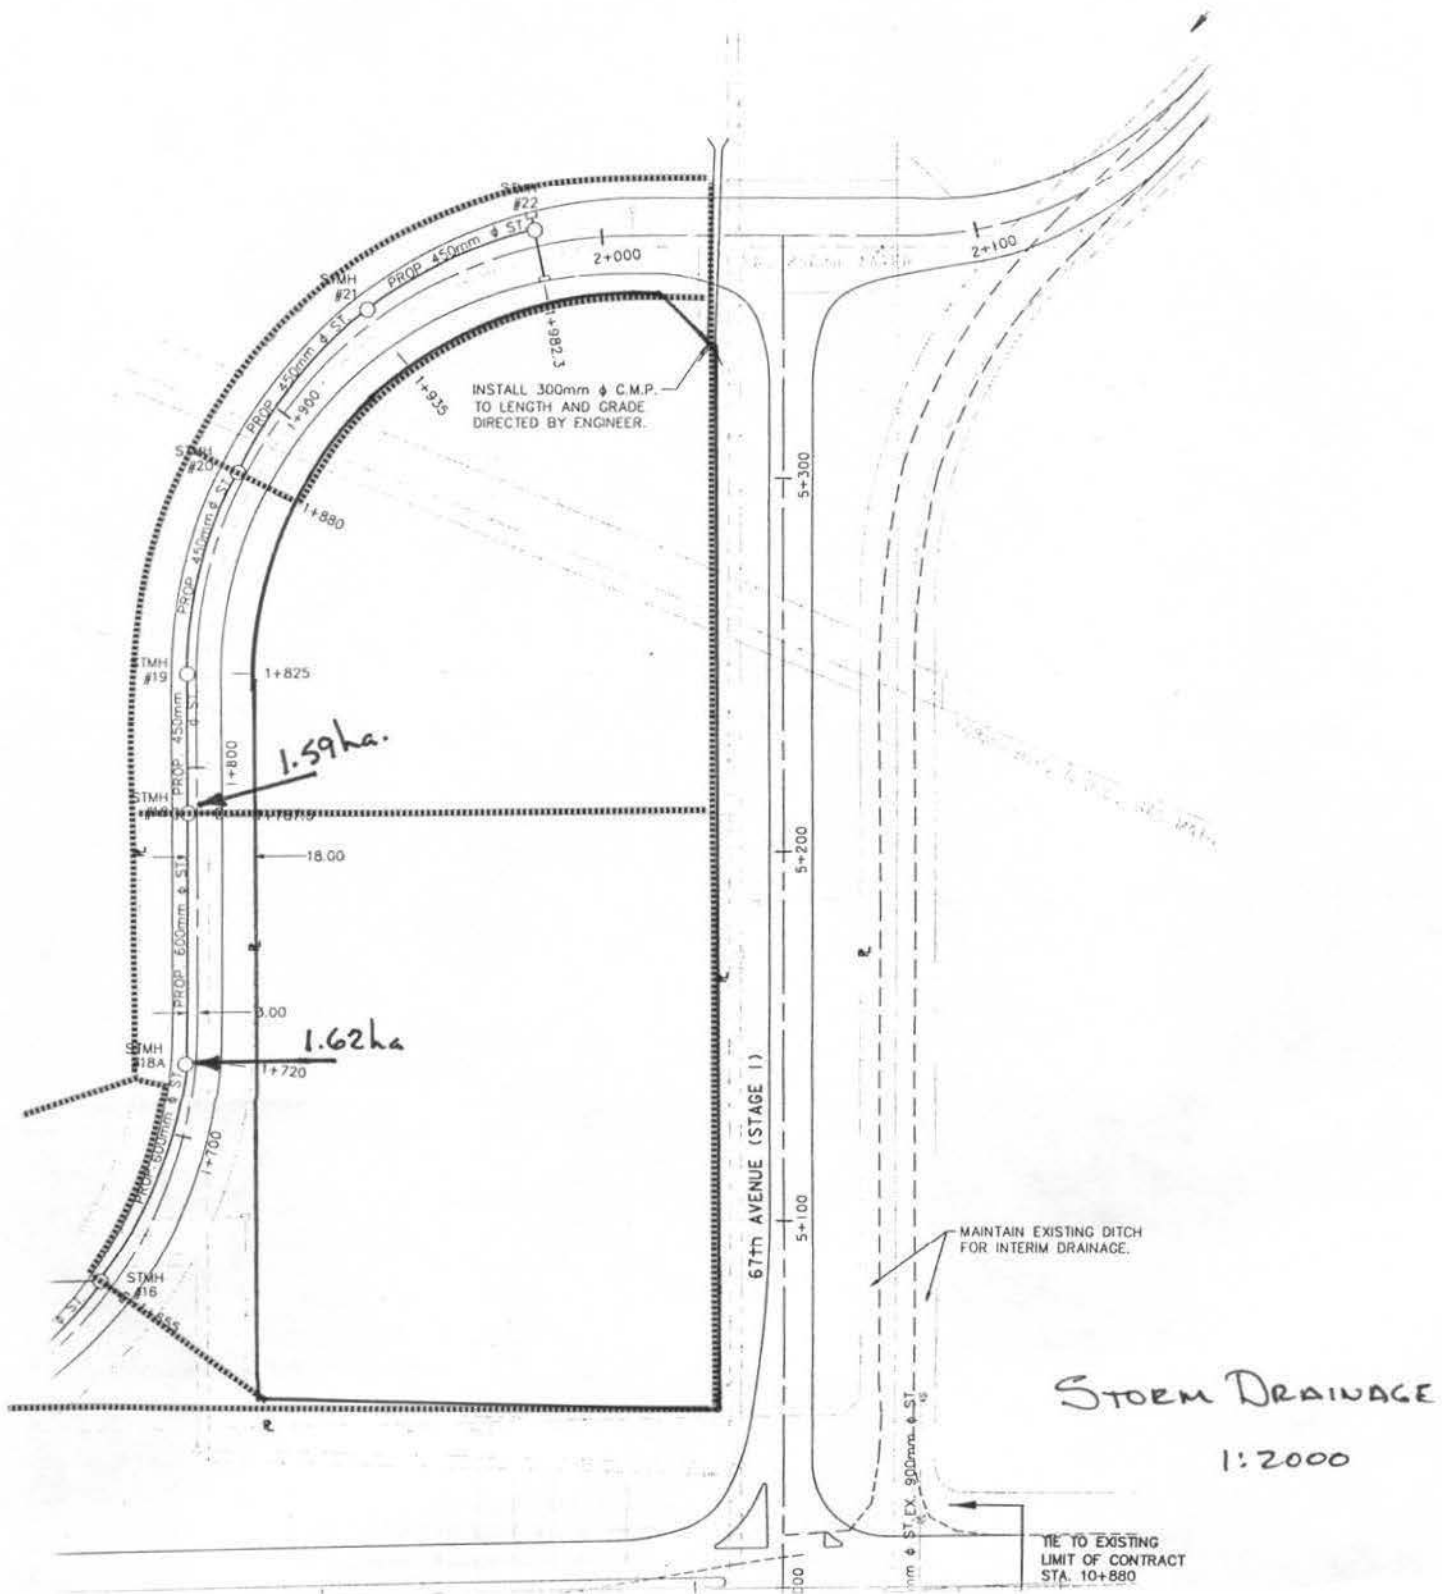 STMH
#22
PROP. 450mm φ ST.
2+000
2+100
STMH
#21
1+982.3
PROP. 450mm φ ST.
1+900
1+935
INSTALL 300mm φ C.M.P.
TO LENGTH AND GRADE
DIRECTED BY ENGINEER.
STMH
#20
1+880
5+300
PROP. 450mm φ ST.
STMH
#19
1+825
PROP. 450mm
φ ST.
1+800
1.59ha.
STMH
18.00
5+200
PROP. 600mm φ ST.
3.00
1.62ha
STMH
18A
1+720
PROP. 600mm φ ST.
1+700
67th AVENUE (STAGE 1)
5+100
MAINTAIN EXISTING DITCH
FOR INTERIM DRAINAGE.
STMH
#16
φ ST.
STORM DRAINAGE
1:2000
EX. 900mm φ ST.
TIE TO EXISTING
LIMIT OF CONTRACT
STA. 10+880